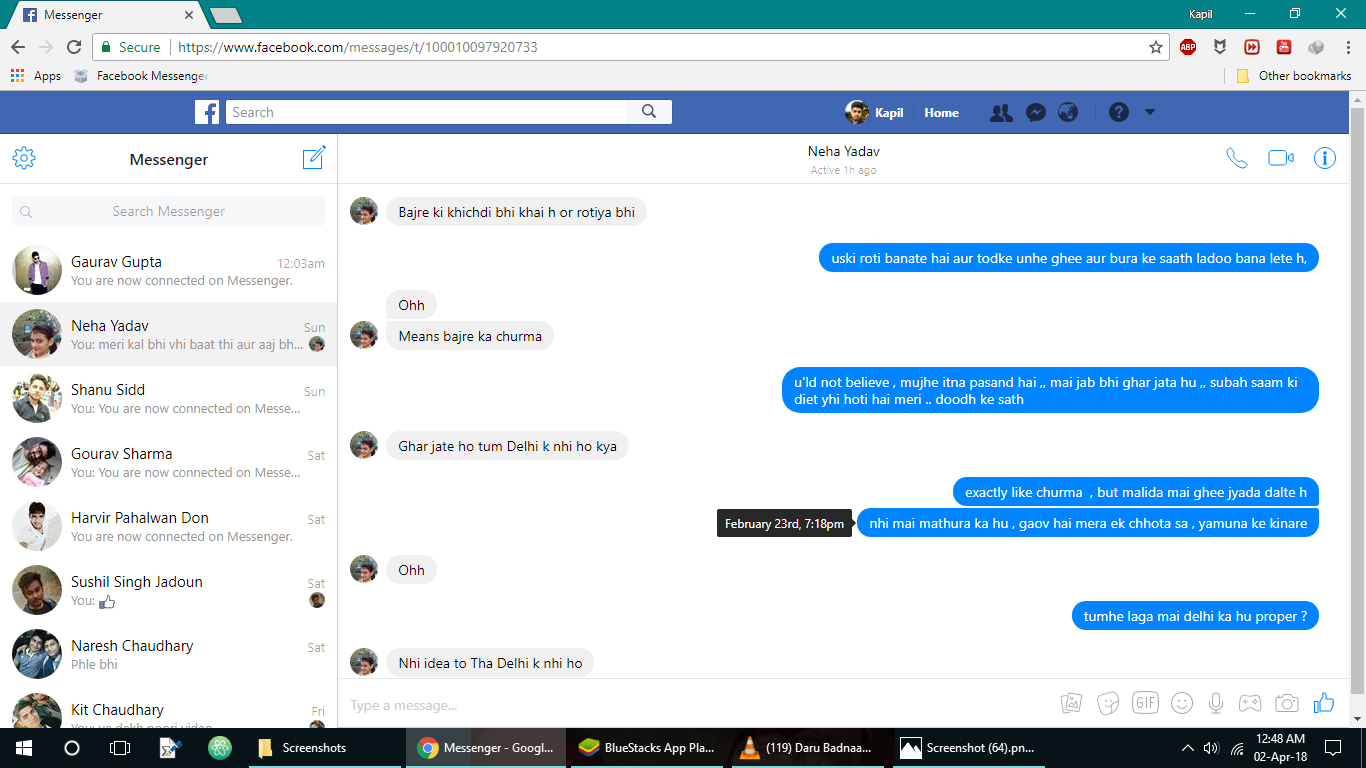 Messenger
Kapil
Secure
https://www.facebook.com/messages/t/100010097920733
ABP
Apps
Facebook Messenger
Other bookmarks
Search
Kapil
Home
Messenger
Search Messenger
Gaurav Gupta
12:03am
You are now connected on Messenger.
Neha Yadav
Sun
You: meri kal bhi vhi baat thi aur aaj bh...
Shanu Sidd
Sun
You: You are now connected on Messe...
Gourav Sharma
Sat
You: You are now connected on Messe...
Harvir Pahalwan Don
Sat
You are now connected on Messenger.
Sushil Singh Jadoun
Sat
You:
Naresh Chaudhary
Sat
Phle bhi
Kit Chaudhary
Fri
Neha Yadav
Active 1h ago
Bajre ki khichdi bhi khai h or rotiya bhi
uski roti banate hai aur todke unhe ghee aur bura ke saath ladoo bana lete h,
Ohh
Means bajre ka churma
u'ld not believe , mujhe itna pasand hai ,, mai jab bhi ghar jata hu ,, subah saam ki
diet yhi hoti hai meri .. doodh ke sath
Ghar jate ho tum Delhi k nhi ho kya
exactly like churma  , but malida mai ghee jyada dalte h
February 23rd, 7:18pm
nhi mai mathura ka hu , gaov hai mera ek chhota sa , yamuna ke kinare
Ohh
tumhe laga mai delhi ka hu proper ?
Nhi idea to Tha Delhi k nhi ho
Type a message...
GIF
Screenshots
Messenger - Googl...
BlueStacks App Pla...
(119) Daru Badnaa...
Screenshot (64).pn...
12:48 AM
02-Apr-18